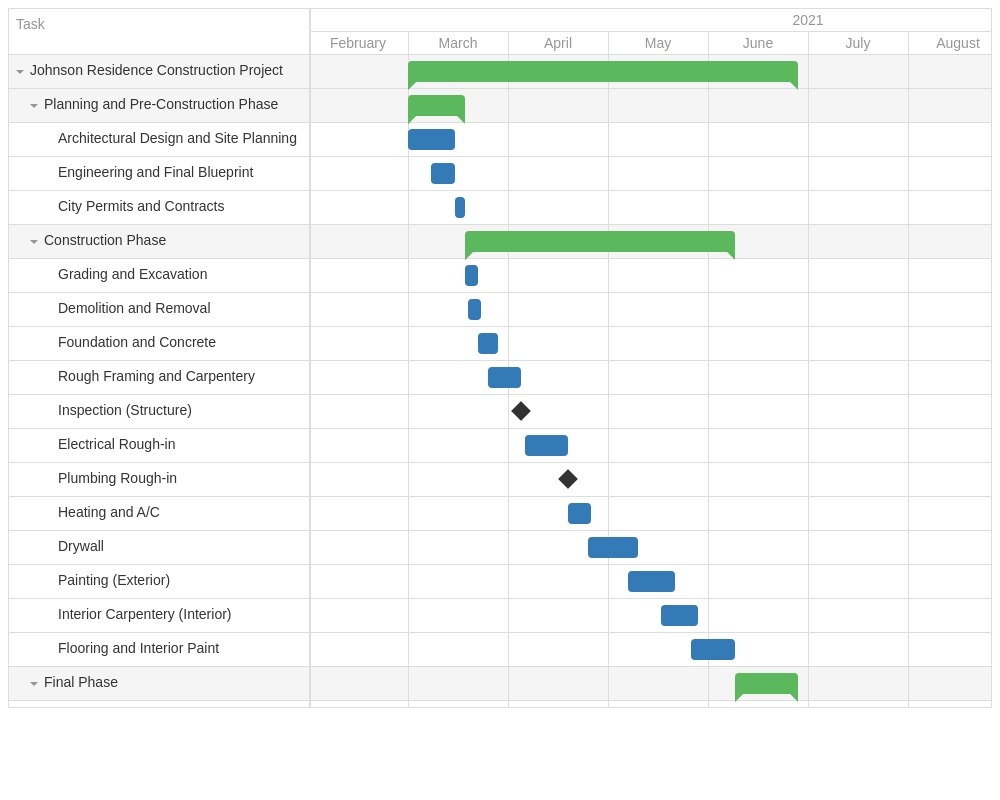 Task
2021
February March April May June July August
Johnson Residence Construction Project
Planning and Pre-Construction Phase
Architectural Design and Site Planning
Engineering and Final Blueprint
City Permits and Contracts
Construction Phase
Grading and Excavation
Demolition and Removal
Foundation and Concrete
Rough Framing and Carpentery
Inspection (Structure)
Electrical Rough-in
Plumbing Rough-in
Heating and A/C
Drywall
Painting (Exterior)
Interior Carpentery (Interior)
Flooring and Interior Paint
Final Phase